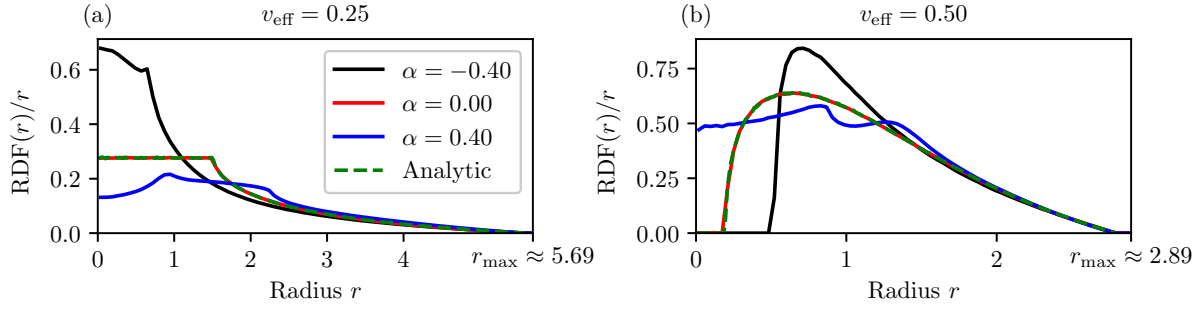 (a)
v_eff = 0.25
RDF(r)/r
0.6
0.4
0.2
0.0
0
1
2
3
4
r_max ≈ 5.69
Radius r
α = −0.40
α = 0.00
α = 0.40
Analytic
(b)
v_eff = 0.50
RDF(r)/r
0.75
0.50
0.25
0.00
0
1
2
r_max ≈ 2.89
Radius r